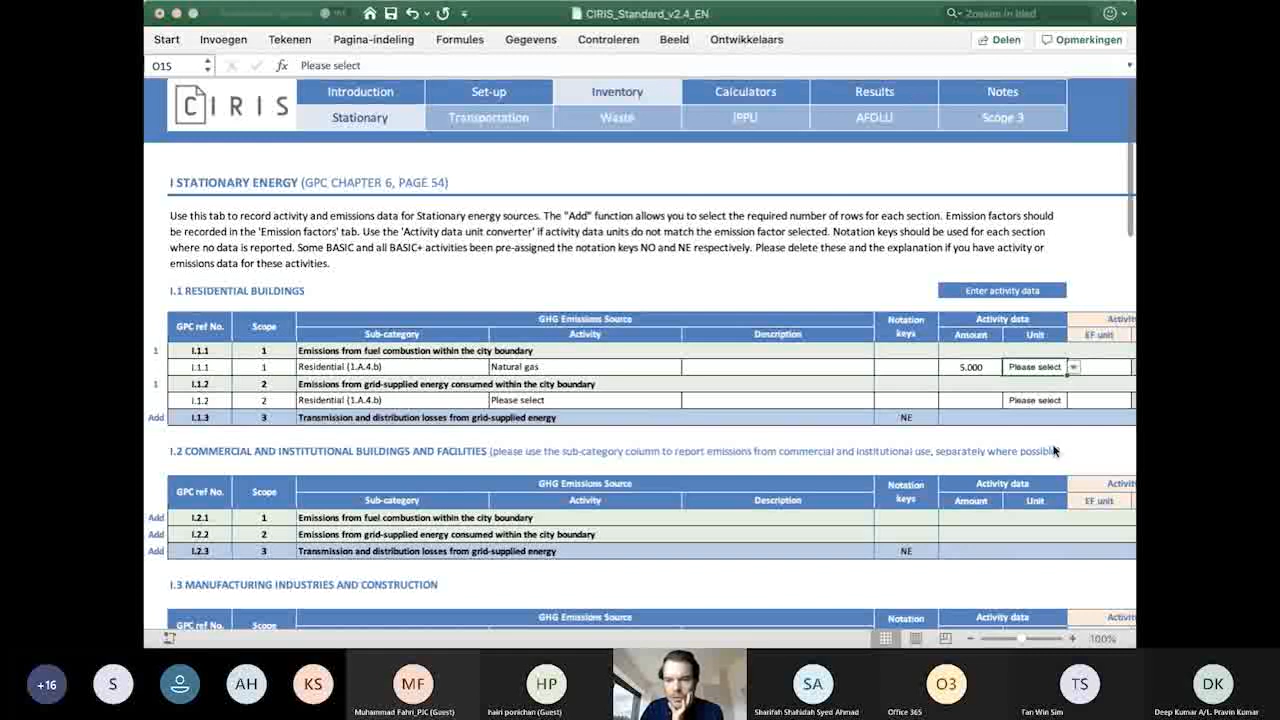 CIRIS_Standard_v2.4_EN
Zoeken in blad
Start Invoegen Tekenen Pagina-indeling Formules Gegevens Controleren Beeld Ontwikkelaars Delen Opmerkingen
O15 fx Please select
CIRIS Introduction Set-up Inventory Calculators Results Notes
Stationary Transportation Waste IPPU AFOLU Scope 3
I STATIONARY ENERGY (GPC CHAPTER 6, PAGE 54)
Use this tab to record activity and emissions data for Stationary energy sources. The "Add" function allows you to select the required number of rows for each section. Emission factors should
be recorded in the 'Emission factors' tab. Use the 'Activity data unit converter' if activity data units do not match the emission factor selected. Notation keys should be used for each section
where no data is reported. Some BASIC and all BASIC+ activities been pre-assigned the notation keys NO and NE respectively. Please delete these and the explanation if you have activity or
emissions data for these activities.
I.1 RESIDENTIAL BUILDINGS Enter activity data
GPC ref No. Scope GHG Emissions Source Notation keys Activity data Activit
Sub-category Activity Description Amount Unit EF unit
1 I.1.1 1 Emissions from fuel combustion within the city boundary
I.1.1 1 Residential (1.A.4.b) Natural gas 5.000 Please select
1 I.1.2 2 Emissions from grid-supplied energy consumed within the city boundary
I.1.2 2 Residential (1.A.4.b) Please select Please select
Add I.1.3 3 Transmission and distribution losses from grid-supplied energy NE
I.2 COMMERCIAL AND INSTITUTIONAL BUILDINGS AND FACILITIES (please use the sub-category column to report emissions from commercial and institutional use, separately where possible
GPC ref No. Scope GHG Emissions Source Notation keys Activity data Activit
Sub-category Activity Description Amount Unit EF unit
Add I.2.1 1 Emissions from fuel combustion within the city boundary
Add I.2.2 2 Emissions from grid-supplied energy consumed within the city boundary
Add I.2.3 3 Transmission and distribution losses from grid-supplied energy NE
I.3 MANUFACTURING INDUSTRIES AND CONSTRUCTION
GPC ref No. Scope GHG Emissions Source Notation Activity data Activit
100%
+16 S AH KS MF HP SA O3 TS DK
Muhammad Fahri_PJC (Guest) hairi ponichan (Guest) Sharifah Shahidah Syed Ahmad Office 365 Tan Win Sim Deep Kumar A/L. Pravin Kumar